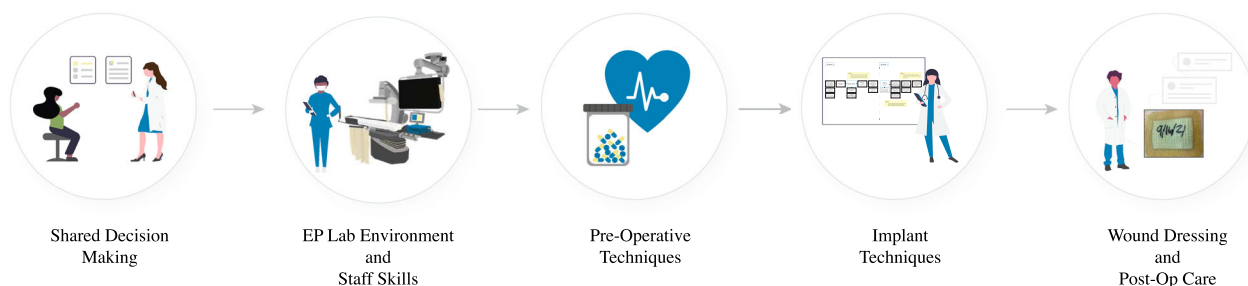 Shared Decision
Making
EP Lab Environment
and
Staff Skills
Pre-Operative
Techniques
Implant
Techniques
Wound Dressing
and
Post-Op Care
9/16/21